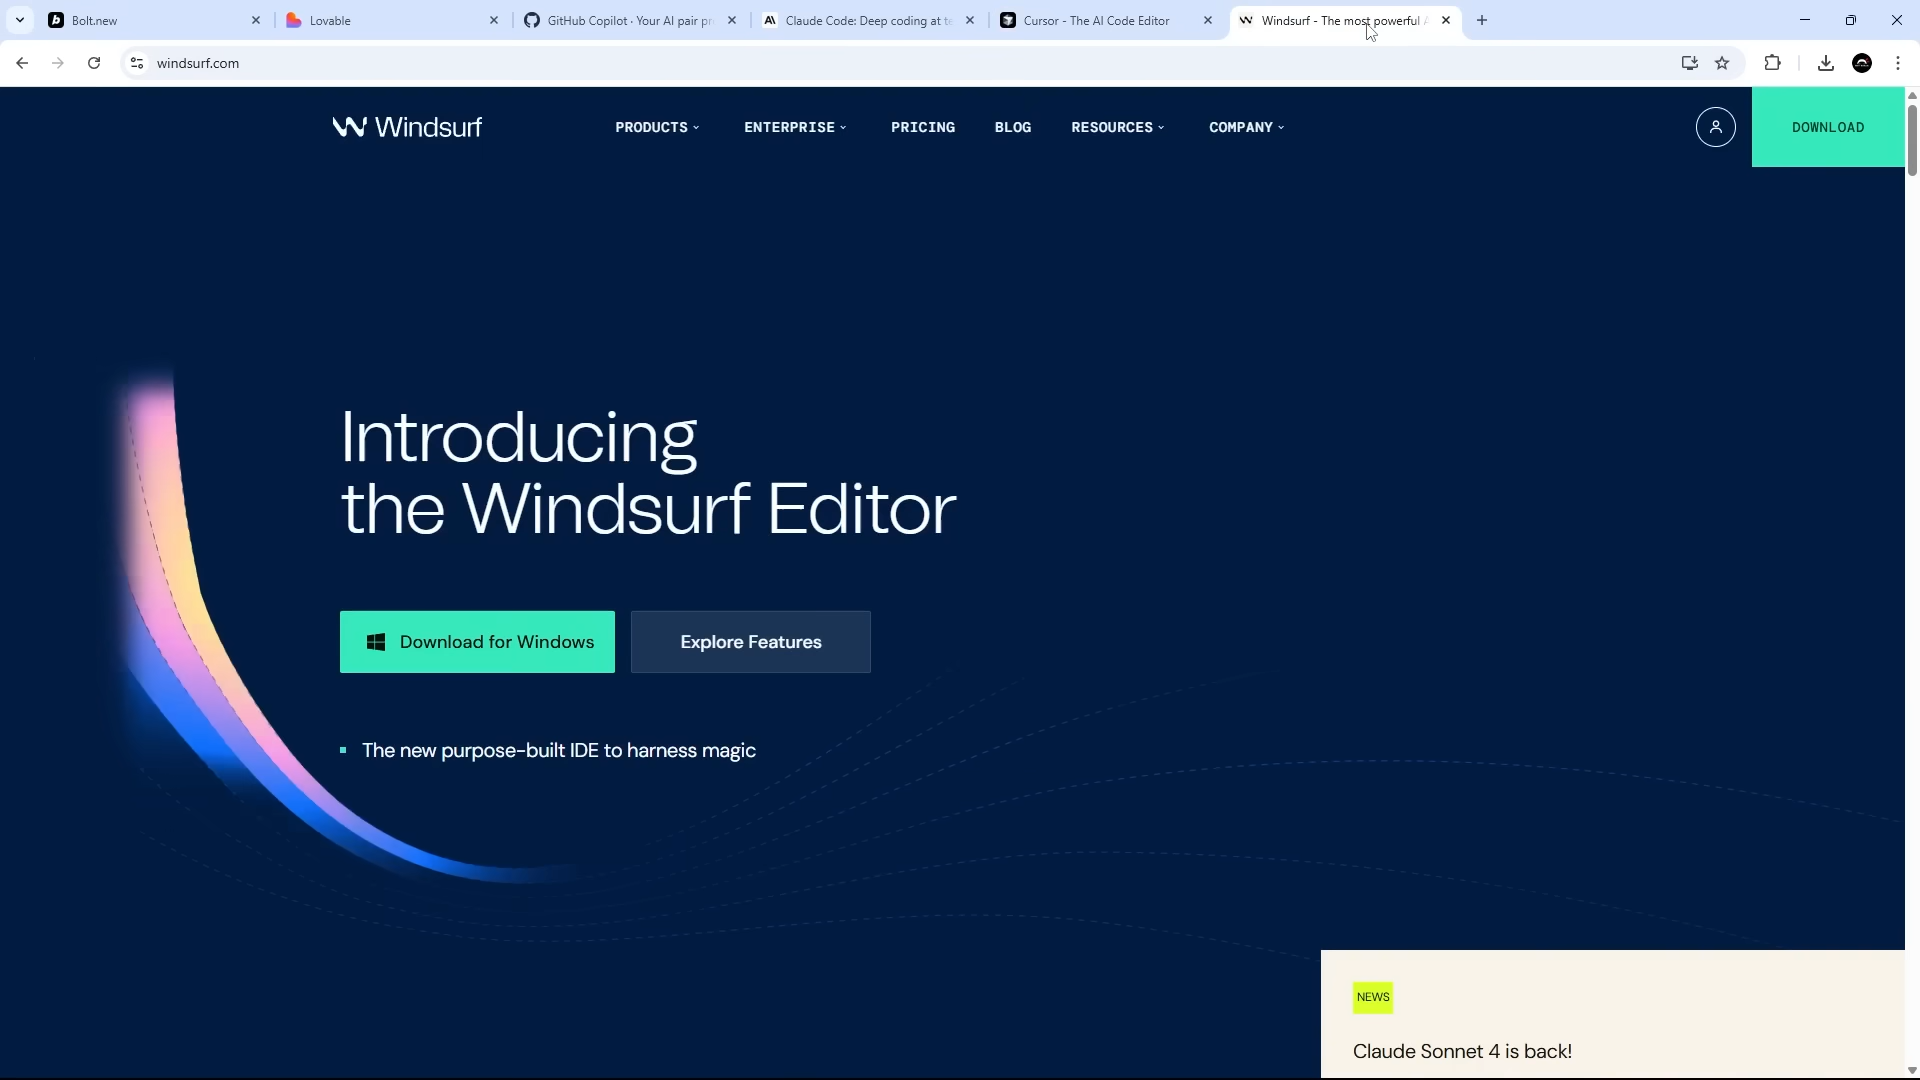 Bolt.new
Lovable
GitHub Copilot · Your AI pair pr
Claude Code: Deep coding at te
Cursor - The AI Code Editor
Windsurf - The most powerful A
windsurf.com
Windsurf
PRODUCTS
ENTERPRISE
PRICING
BLOG
RESOURCES
COMPANY
DOWNLOAD
Introducing
the Windsurf Editor
Download for Windows
Explore Features
The new purpose-built IDE to harness magic
NEWS
Claude Sonnet 4 is back!